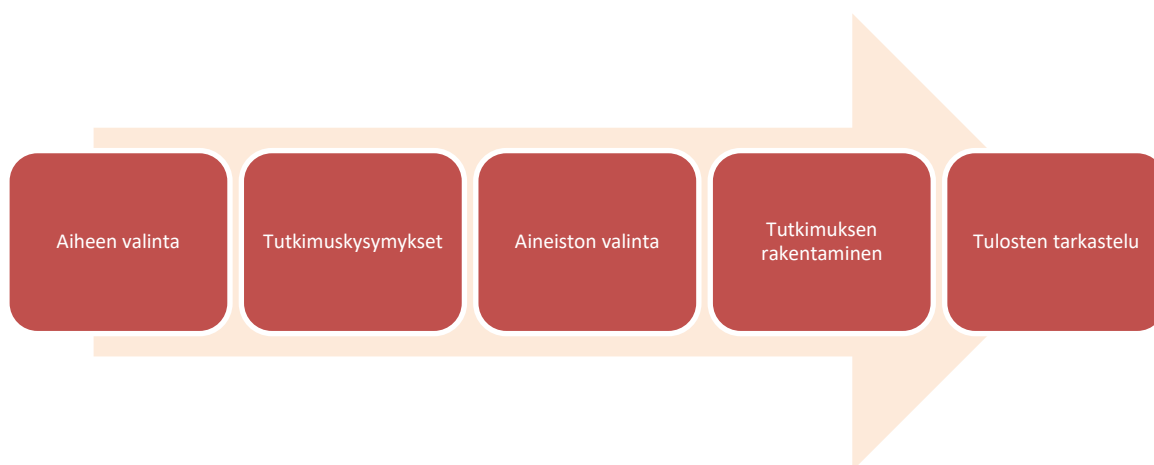 Aiheen valinta
Tutkimuskysymykset
Aineiston valinta
Tutkimuksen
rakentaminen
Tulosten tarkastelu